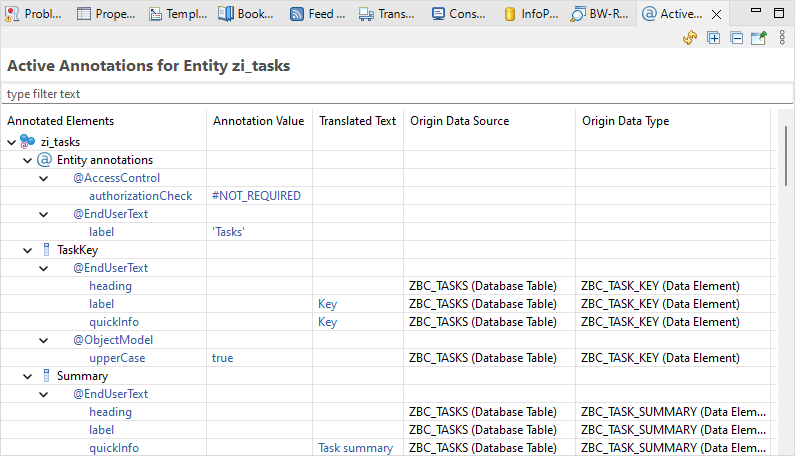 Probl... Prope... Templ... Book... Feed ... Trans... Cons... InfoP... BW-R... Active...
Active Annotations for Entity zi_tasks
type filter text
Annotated Elements Annotation Value Translated Text Origin Data Source Origin Data Type
zi_tasks
Entity annotations
@AccessControl
authorizationCheck #NOT_REQUIRED
@EndUserText
label 'Tasks'
TaskKey
@EndUserText
heading ZBC_TASKS (Database Table) ZBC_TASK_KEY (Data Element)
label Key ZBC_TASKS (Database Table) ZBC_TASK_KEY (Data Element)
quickInfo Key ZBC_TASKS (Database Table) ZBC_TASK_KEY (Data Element)
@ObjectModel
upperCase true ZBC_TASKS (Database Table) ZBC_TASK_KEY (Data Element)
Summary
@EndUserText
heading ZBC_TASKS (Database Table) ZBC_TASK_SUMMARY (Data Elem...
label ZBC_TASKS (Database Table) ZBC_TASK_SUMMARY (Data Elem...
quickInfo Task summary ZBC_TASKS (Database Table) ZBC_TASK_SUMMARY (Data Elem...